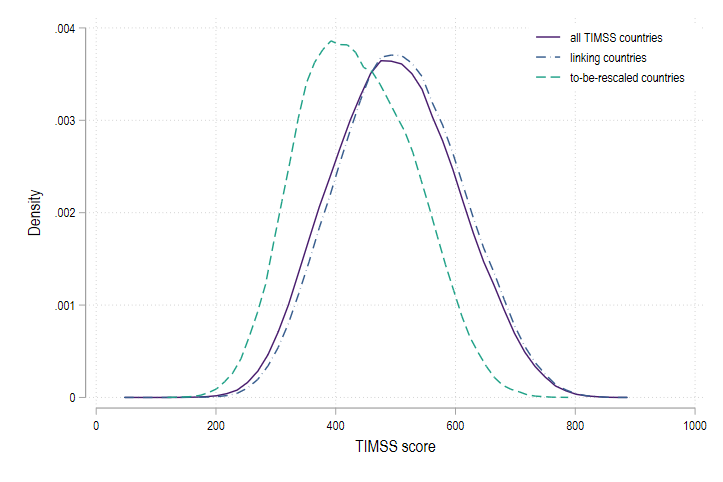 .004
.003
.002
.001
0
Density
0
200
400
600
800
1000
TIMSS score
all TIMSS countries
linking countries
to-be-rescaled countries